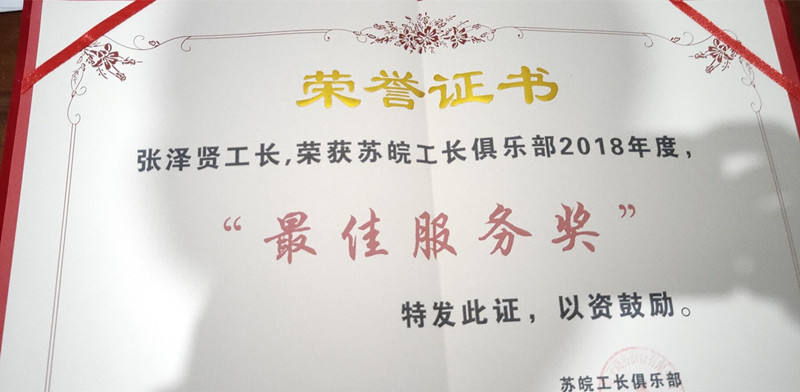 荣誉证书
张泽贤工长,荣获苏皖工长俱乐部2018年度,
“最佳服务奖”
特发此证，以资鼓励。
苏皖工长俱乐部